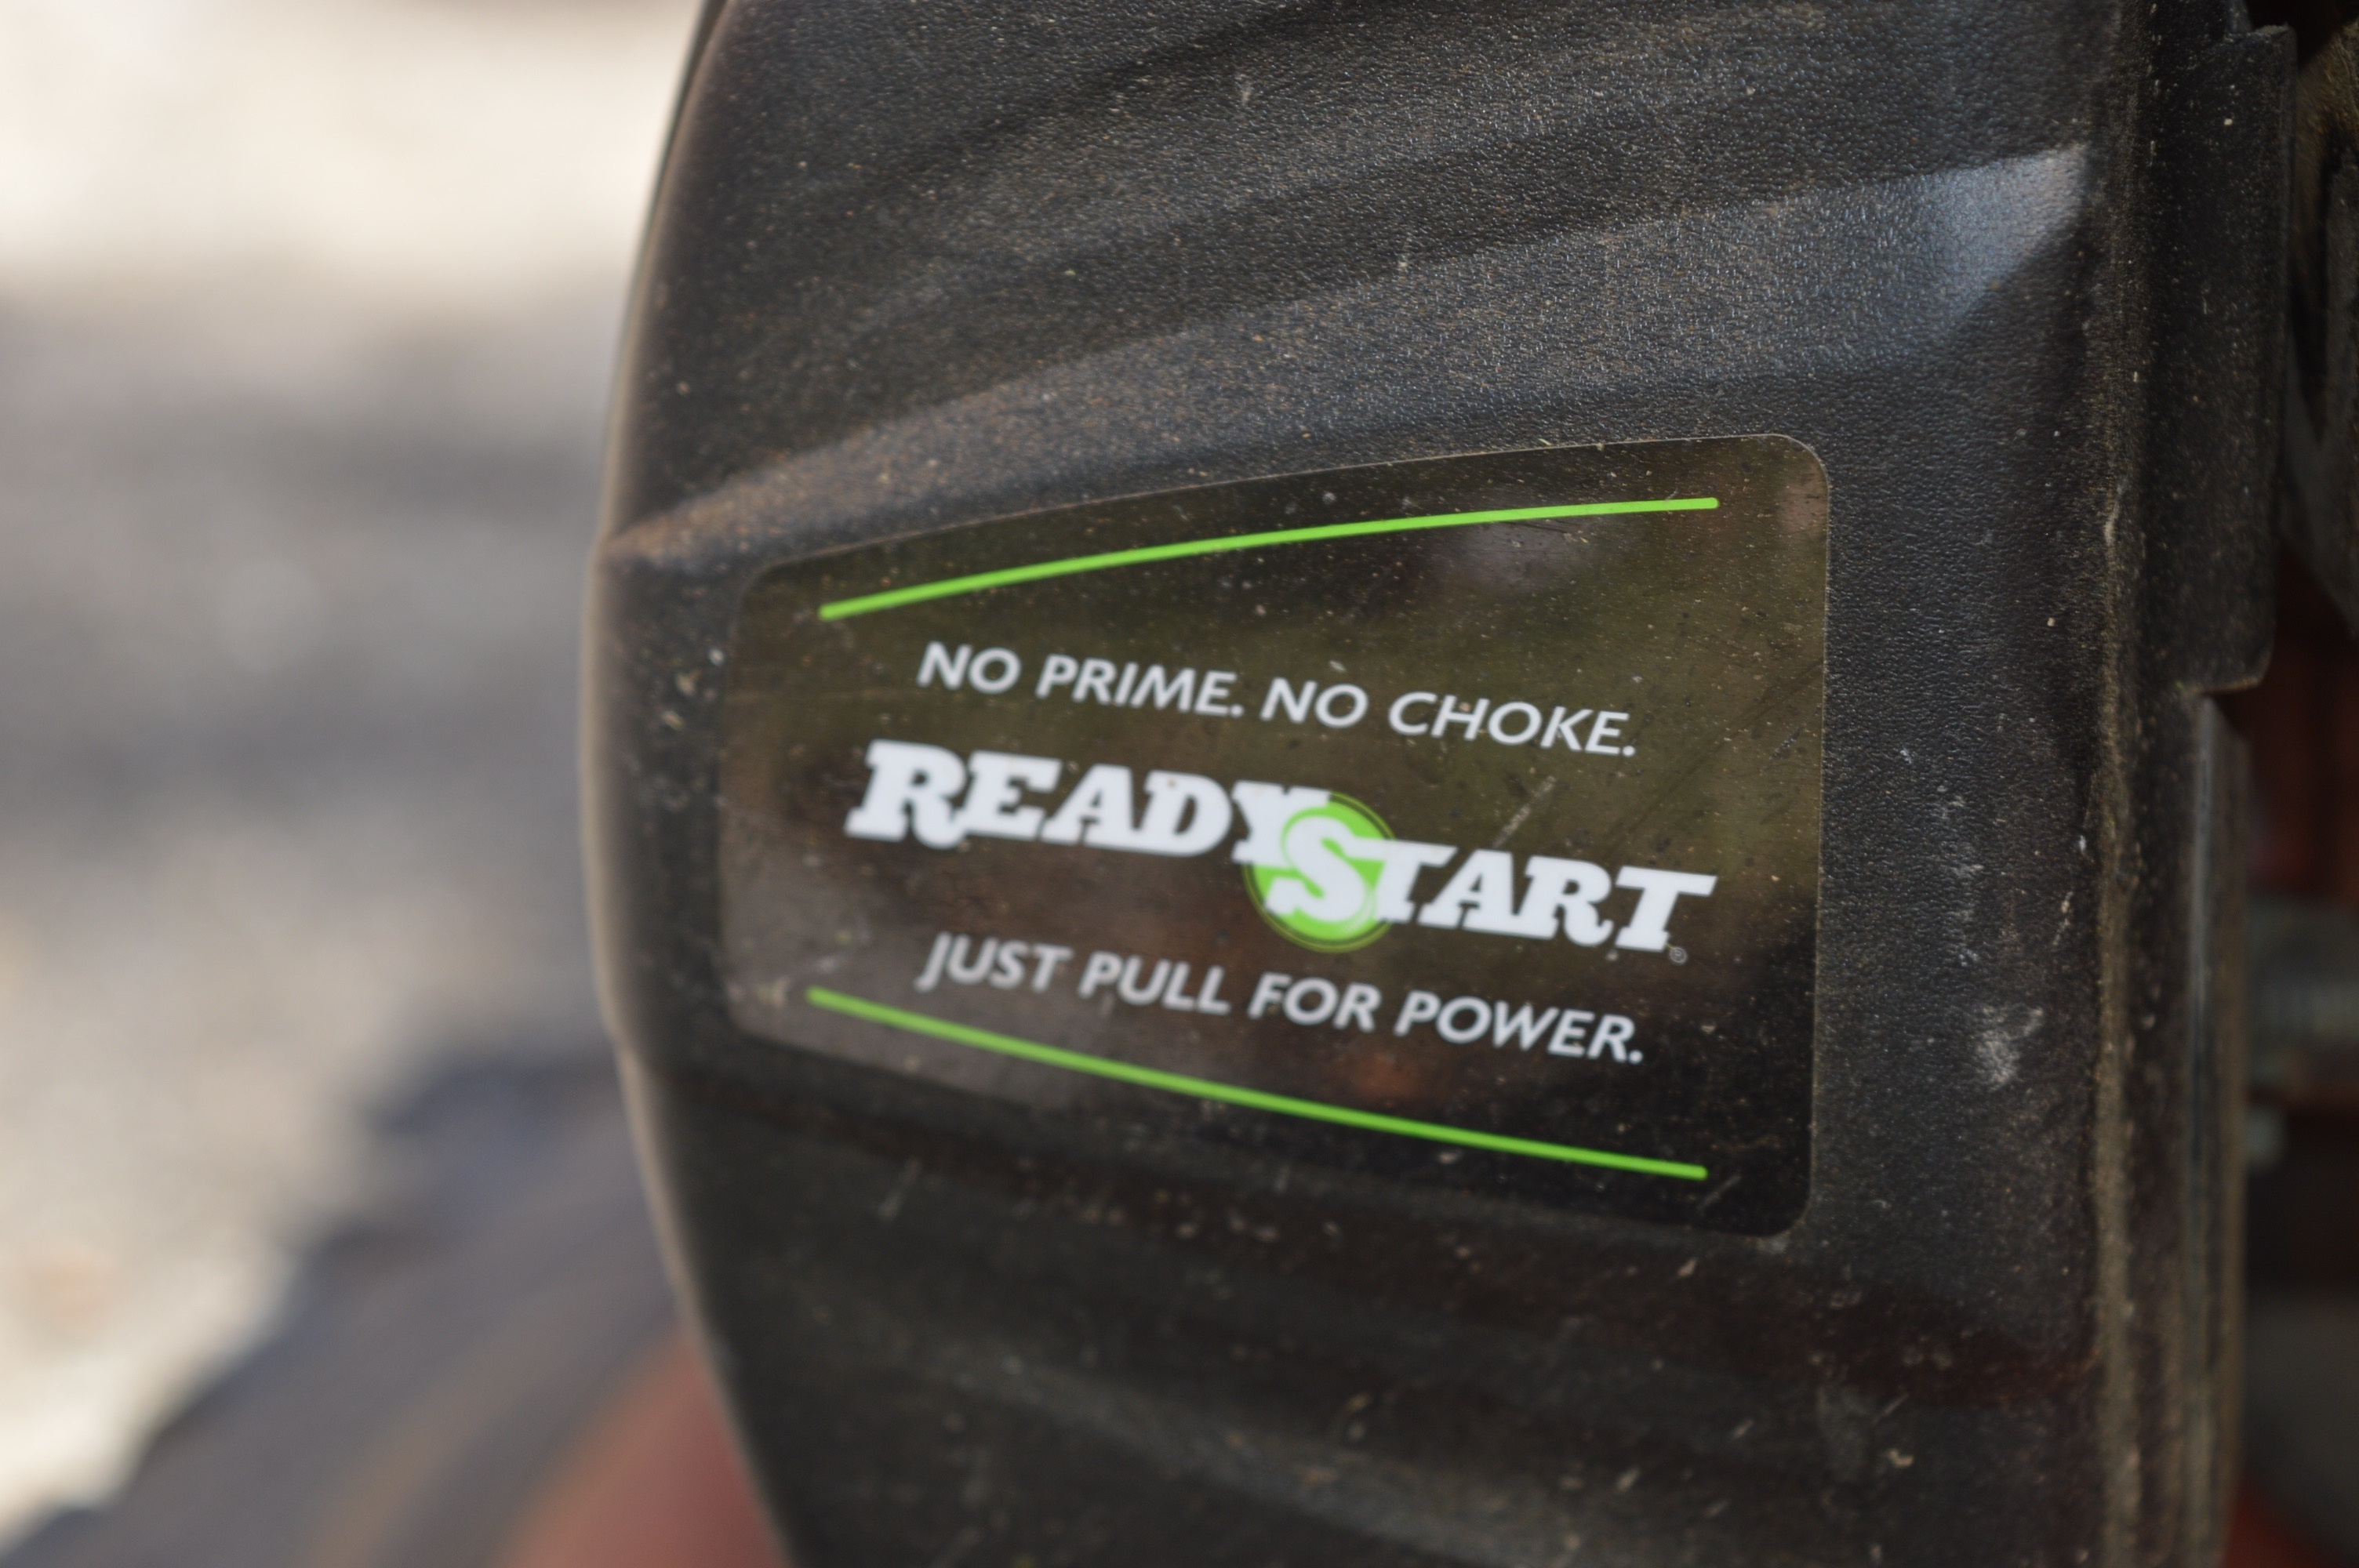 NO PRIME. NO CHOKE.
READYSTART®
JUST PULL FOR POWER.